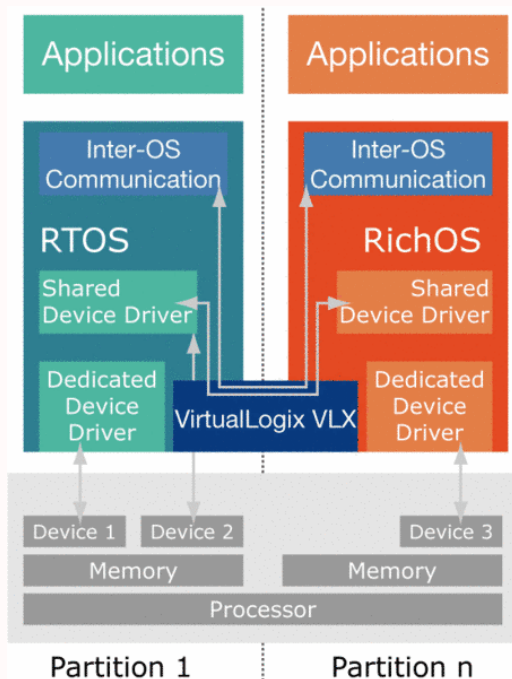 Applications
Applications
Inter-OS
Communication
Inter-OS
Communication
RTOS
RichOS
Shared
Device Driver
Shared
Device Driver
Dedicated
Device
Driver
VirtualLogix VLX
Dedicated
Device
Driver
Device 1
Device 2
Device 3
Memory
Memory
Processor
Partition 1
Partition n